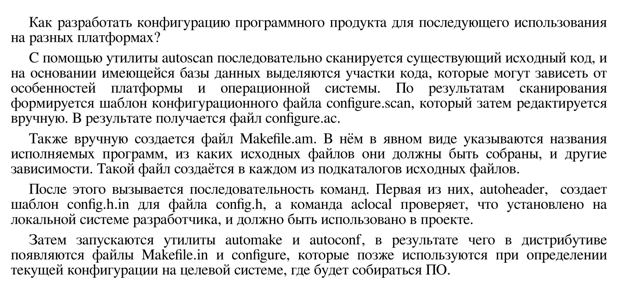 Как разработать конфигурацию программного продукта для последующего использования
на разных платформах?
С помощью утилиты autoscan последовательно сканируется существующий исходный код, и
на основании имеющейся базы данных выделяются участки кода, которые могут зависеть от
особенностей платформы и операционной системы. По результатам сканирования
формируется шаблон конфигурационного файла configure.scan, который затем редактируется
вручную. В результате получается файл configure.ac.
Также вручную создается файл Makefile.am. В нём в явном виде указываются названия
исполняемых программ, из каких исходных файлов они должны быть собраны, и другие
зависимости. Такой файл создаётся в каждом из подкаталогов исходных файлов.
После этого вызывается последовательность команд. Первая из них, autoheader, создает
шаблон config.h.in для файла config.h, а команда aclocal проверяет, что установлено на
локальной системе разработчика, и должно быть использовано в проекте.
Затем запускаются утилиты automake и autoconf, в результате чего в дистрибутиве
появляются файлы Makefile.in и configure, которые позже используются при определении
текущей конфигурации на целевой системе, где будет собираться ПО.